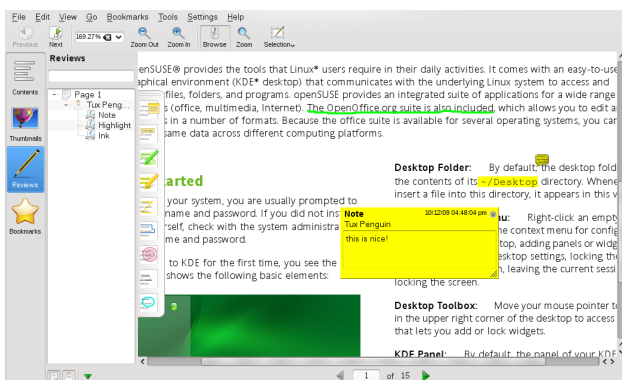 File Edit View Go Bookmarks Tools Settings Help
169.27%
Previous Next Zoom Out Zoom In Browse Zoom Selection
Reviews
Contents
Page 1
Tux Peng...
Note
Highlight
Ink
Thumbnails
Reviews
Bookmarks
enSUSE® provides the tools that Linux* users require in their daily activities. It comes with an easy-to-use
aphical environment (KDE* desktop) that communicates with the underlying Linux system to access and
files, folders, and programs. openSUSE provides an integrated suite of applications for a wide range
s (office, multimedia, Internet). The OpenOffice.org suite is also included, which allows you to edit a
s in a number of formats. Because the office suite is available for several operating systems, you can
same data across different computing platforms.
arted
your system, you are usually prompted to
name and password. If you did not ins
rself, check with the system administra
me and password.
to KDE for the first time, you see the
shows the following basic elements:
Desktop Folder: By default, the desktop fold
the contents of its ~/Desktop directory. Whene
insert a file into this directory, it appears in this v
Note 10/12/09 04:48:04 pm
Tux Penguin
this is nice!
nu: Right-click an empty
he context menu for config
top, adding panels or widg
esktop settings, locking the
n, leaving the current sessi
locking the screen.
Desktop Toolbox: Move your mouse pointer to
in the upper right corner of the desktop to access
that lets you add or lock widgets.
KDE Panel: By default, the panel of your KDE
1 of 15